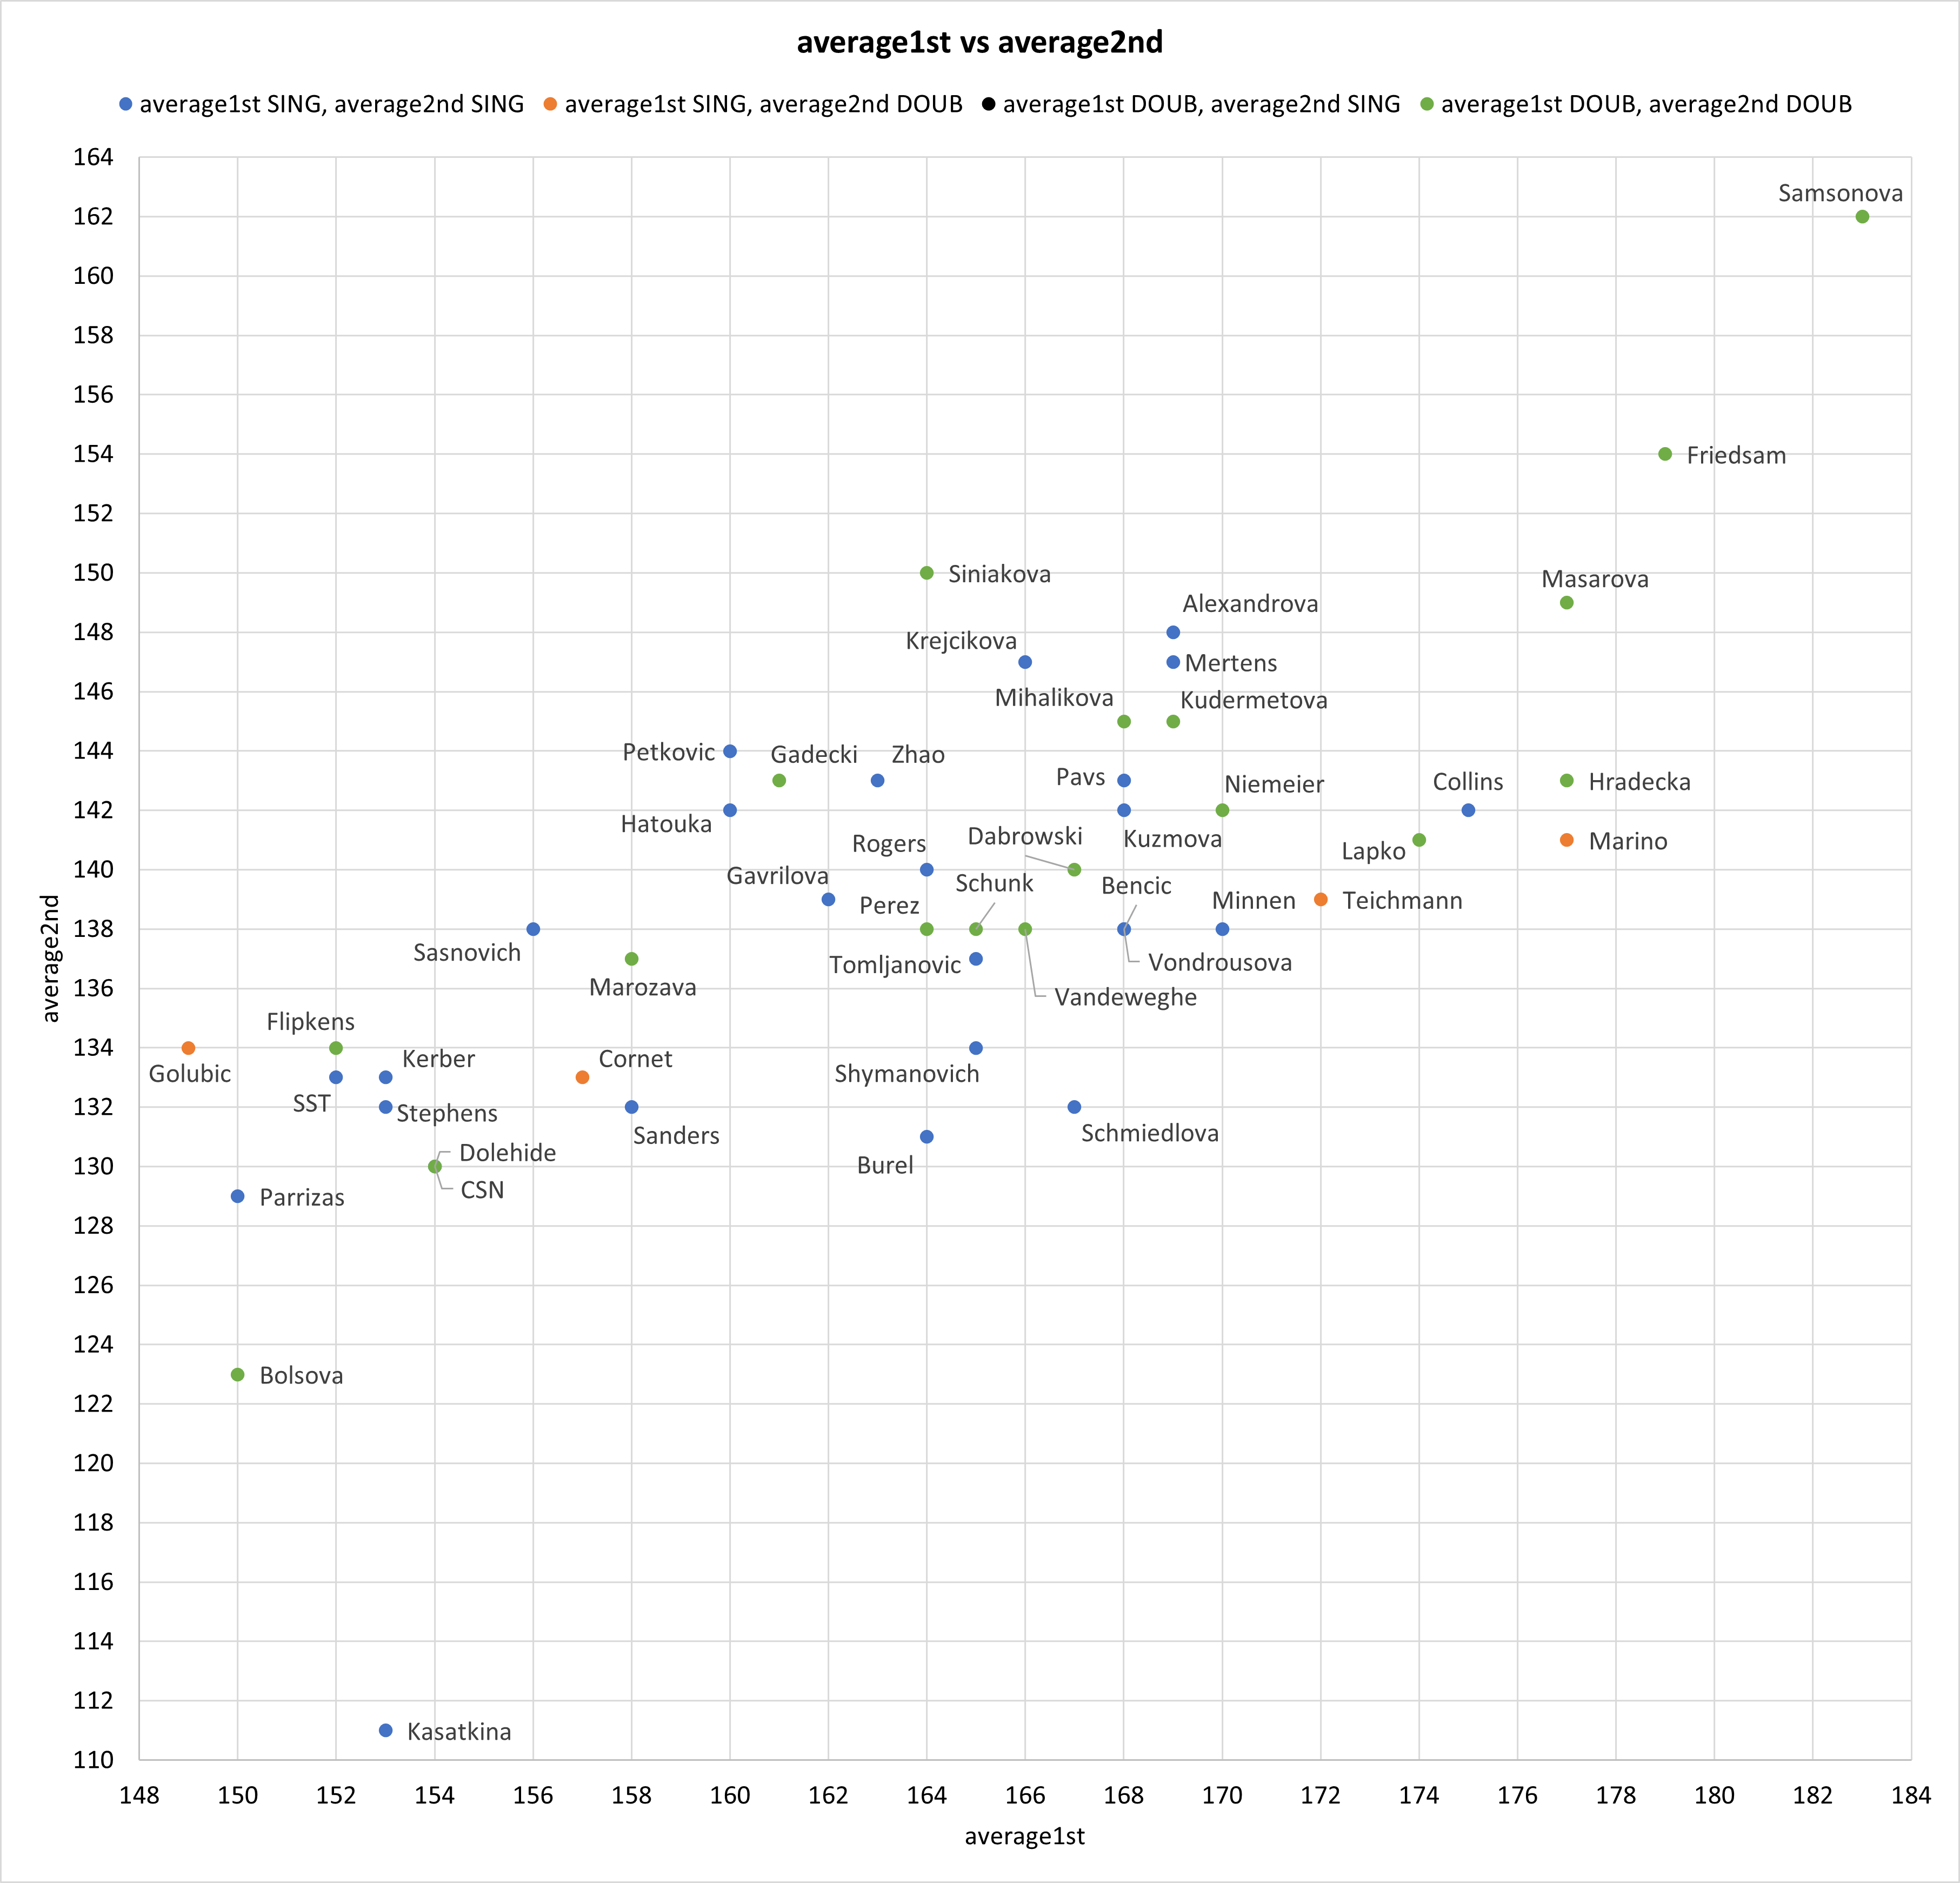 average1st vs average2nd
average1st SING, average2nd SING
average1st SING, average2nd DOUB
average1st DOUB, average2nd SING
average1st DOUB, average2nd DOUB
164
162
160
158
156
154
152
150
148
146
144
142
140
138
136
134
132
130
128
126
124
122
120
118
116
114
112
110
average2nd
Samsonova
Friedsam
Siniakova
Masarova
Alexandrova
Krejcikova
Mertens
Mihalikova
Kudermetova
Petkovic
Gadecki
Zhao
Pavs
Niemeier
Collins
Hradecka
Hatouka
Dabrowski
Kuzmova
Rogers
Lapko
Marino
Gavrilova
Schunk
Bencic
Perez
Minnen
Teichmann
Sasnovich
Tomljanovic
Vondrousova
Marozava
Vandeweghe
Flipkens
Golubic
Kerber
Cornet
Shymanovich
SST
Stephens
Sanders
Schmiedlova
Dolehide
Burel
CSN
Parrizas
Bolsova
Kasatkina
148
150
152
154
156
158
160
162
164
166
168
170
172
174
176
178
180
182
184
average1st